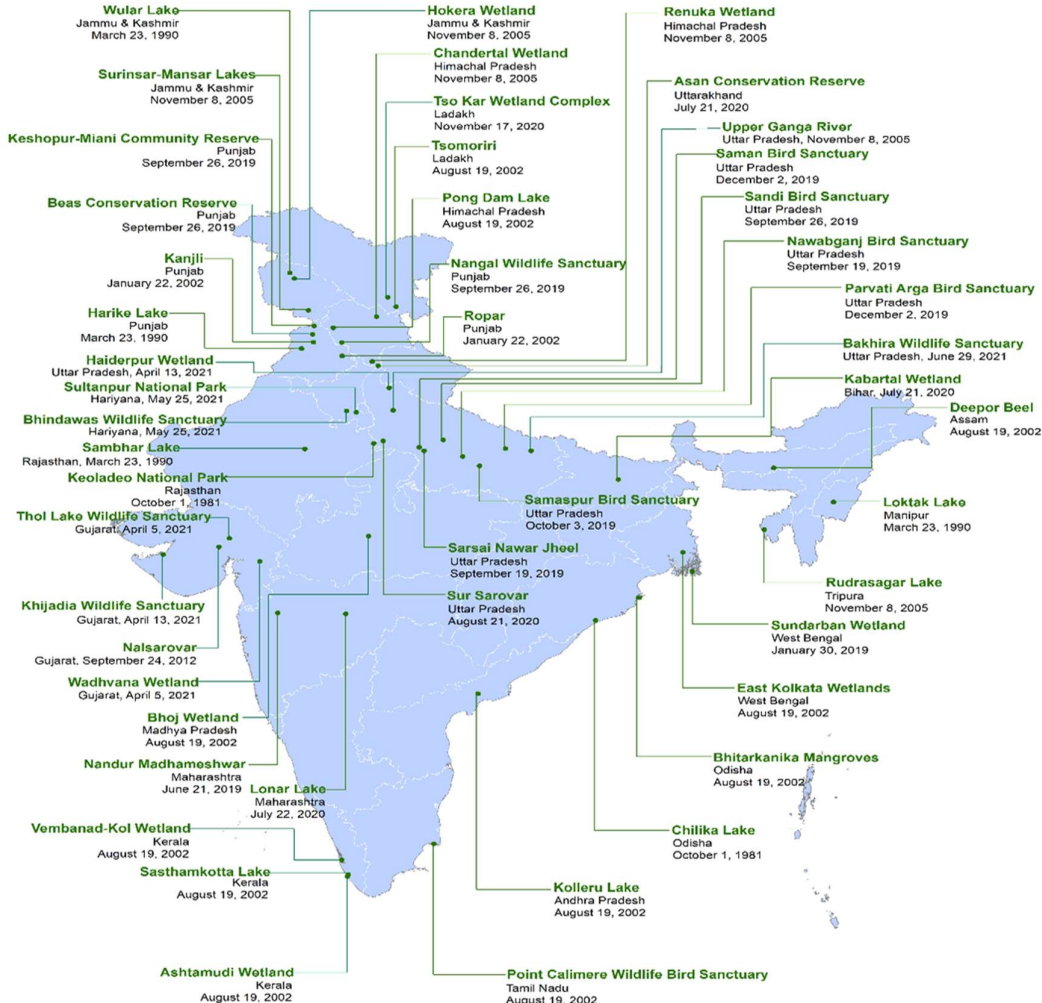 Wular Lake
Jammu & Kashmir
March 23, 1990
Hokera Wetland
Jammu & Kashmir
November 8, 2005
Renuka Wetland
Himachal Pradesh
November 8, 2005
Chandertal Wetland
Himachal Pradesh
November 8, 2005
Surinsar-Mansar Lakes
Jammu & Kashmir
November 8, 2005
Asan Conservation Reserve
Uttarakhand
July 21, 2020
Tso Kar Wetland Complex
Ladakh
November 17, 2020
Upper Ganga River
Uttar Pradesh, November 8, 2005
Keshopur-Miani Community Reserve
Punjab
September 26, 2019
Tsomoriri
Ladakh
August 19, 2002
Saman Bird Sanctuary
Uttar Pradesh
December 2, 2019
Beas Conservation Reserve
Punjab
September 26, 2019
Pong Dam Lake
Himachal Pradesh
August 19, 2002
Sandi Bird Sanctuary
Uttar Pradesh
September 26, 2019
Nawabganj Bird Sanctuary
Uttar Pradesh
September 19, 2019
Kanjli
Punjab
January 22, 2002
Nangal Wildlife Sanctuary
Punjab
September 26, 2019
Parvati Arga Bird Sanctuary
Uttar Pradesh
December 2, 2019
Harike Lake
Punjab
March 23, 1990
Ropar
Punjab
January 22, 2002
Bakhira Wildlife Sanctuary
Uttar Pradesh, June 29, 2021
Haiderpur Wetland
Uttar Pradesh, April 13, 2021
Kabartal Wetland
Bihar, July 21, 2020
Sultanpur National Park
Hariyana, May 25, 2021
Deepor Beel
Assam
August 19, 2002
Bhindawas Wildlife Sanctuary
Hariyana, May 25, 2021
Sambhar Lake
Rajasthan, March 23, 1990
Keoladeo National Park
Rajasthan
October 1, 1981
Samaspur Bird Sanctuary
Uttar Pradesh
October 3, 2019
Loktak Lake
Manipur
March 23, 1990
Thol Lake Wildlife Sanctuary
Gujarat, April 5, 2021
Sarsai Nawar Jheel
Uttar Pradesh
September 19, 2019
Rudrasagar Lake
Tripura
November 8, 2005
Khijadia Wildlife Sanctuary
Gujarat, April 13, 2021
Sur Sarovar
Uttar Pradesh
August 21, 2020
Sundarban Wetland
West Bengal
January 30, 2019
Nalsarovar
Gujarat, September 24, 2012
Wadhvana Wetland
Gujarat, April 5, 2021
East Kolkata Wetlands
West Bengal
August 19, 2002
Bhoj Wetland
Madhya Pradesh
August 19, 2002
Bhitarkanika Mangroves
Odisha
August 19, 2002
Nandur Madhameshwar
Maharashtra
June 21, 2019
Lonar Lake
Maharashtra
July 22, 2020
Vembanad-Kol Wetland
Kerala
August 19, 2002
Chilika Lake
Odisha
October 1, 1981
Sasthamkotta Lake
Kerala
August 19, 2002
Kolleru Lake
Andhra Pradesh
August 19, 2002
Ashtamudi Wetland
Kerala
August 19, 2002
Point Calimere Wildlife Bird Sanctuary
Tamil Nadu
August 19, 2002